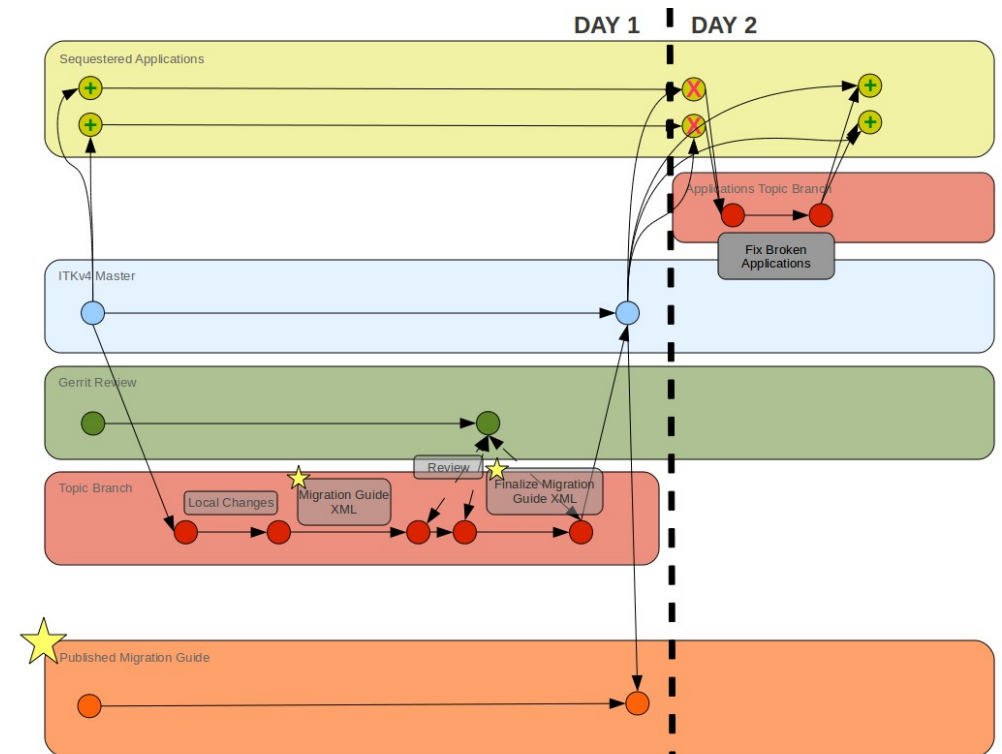 DAY 1
DAY 2
Sequestered Applications
Applications Topic Branch
Fix Broken
Applications
ITKv4 Master
Gerrit Review
Review
Topic Branch
Local Changes
Migration Guide
XML
Finalize Migration
Guide XML
Published Migration Guide